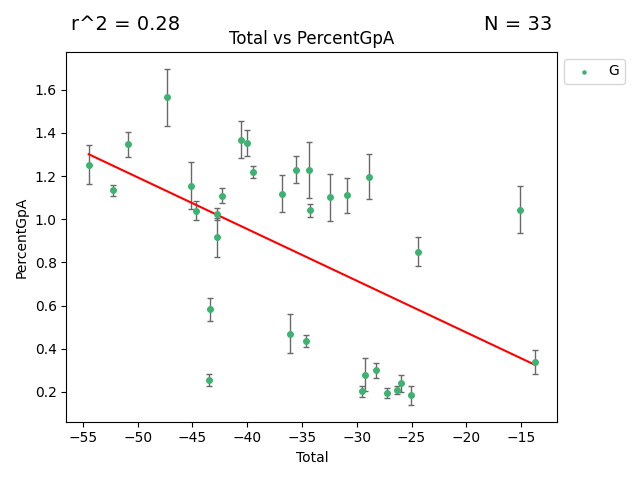 r^2 = 0.28
N = 33
Total vs PercentGpA
G
PercentGpA
1.6
1.4
1.2
1.0
0.8
0.6
0.4
0.2
−55 −50 −45 −40 −35 −30 −25 −20 −15
Total